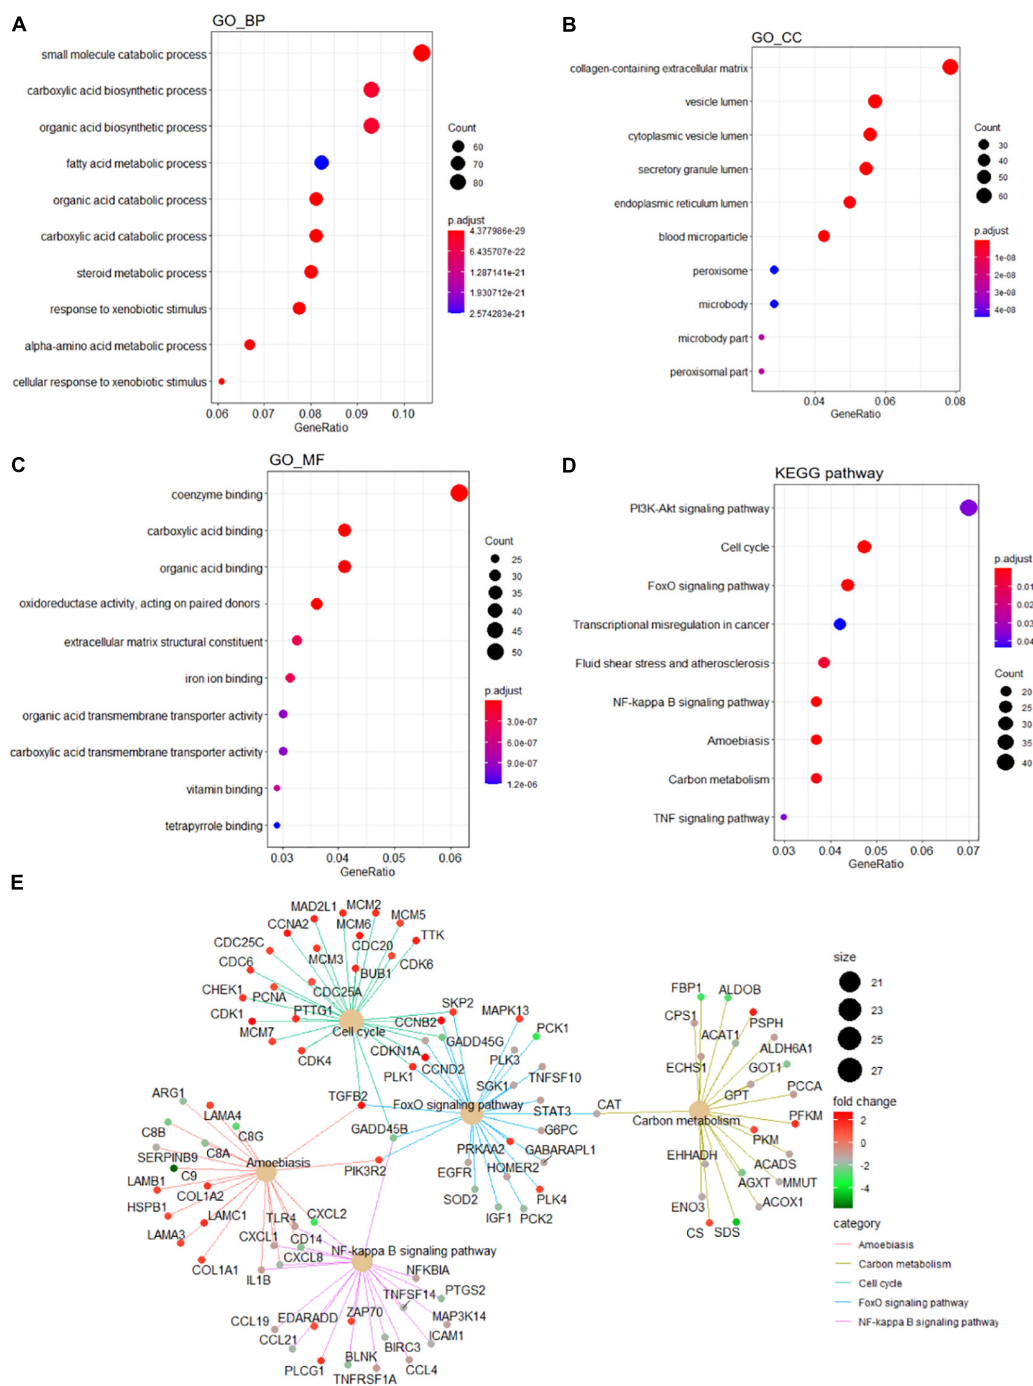 A
GO_BP
small molecule catabolic process
carboxylic acid biosynthetic process
organic acid biosynthetic process
fatty acid metabolic process
organic acid catabolic process
carboxylic acid catabolic process
steroid metabolic process
response to xenobiotic stimulus
alpha-amino acid metabolic process
cellular response to xenobiotic stimulus
0.06 0.07 0.08 0.09 0.10
GeneRatio
Count
60
70
80
p.adjust
4.377986e-29
6.435707e-22
1.287141e-21
1.930712e-21
2.574283e-21
B
GO_CC
collagen-containing extracellular matrix
vesicle lumen
cytoplasmic vesicle lumen
secretory granule lumen
endoplasmic reticulum lumen
blood microparticle
peroxisome
microbody
microbody part
peroxisomal part
0.04 0.06 0.08
GeneRatio
Count
30
40
50
60
p.adjust
1e-08
2e-08
3e-08
4e-08
C
GO_MF
coenzyme binding
carboxylic acid binding
organic acid binding
oxidoreductase activity, acting on paired donors
extracellular matrix structural constituent
iron ion binding
organic acid transmembrane transporter activity
carboxylic acid transmembrane transporter activity
vitamin binding
tetrapyrrole binding
0.03 0.04 0.05 0.06
GeneRatio
Count
25
30
35
40
45
50
p.adjust
3.0e-07
6.0e-07
9.0e-07
1.2e-06
D
KEGG pathway
PI3K-Akt signaling pathway
Cell cycle
FoxO signaling pathway
Transcriptional misregulation in cancer
Fluid shear stress and atherosclerosis
NF-kappa B signaling pathway
Amoebiasis
Carbon metabolism
TNF signaling pathway
0.03 0.04 0.05 0.06 0.07
GeneRatio
p.adjust
0.01
0.02
0.03
0.04
Count
20
25
30
35
40
E
MAD2L1 MCM2
CCNA2 MCM6 MCM5
CDC25C CDC20 TTK
CDC6 MCM3 BUB1 CDK6
CHEK1 PCNA CDC25A
CDK1 PTTG1
MCM7 Cell cycle
CDK4
SKP2 MAPK13
CCNB2 PCK1
GADD45G
CDKN1A PLK3
CCND2
PLK1 SGK1 TNFSF10
TGFB2 FoxO signaling pathway
STAT3 CAT
GADD45B G6PC
PRKAA2 GABARAPL1
PIK3R2 EGFR HOMER2
SOD2 PLK4
IGF1 PCK2
FBP1 ALDOB
CPS1 PSPH
ACAT1
ALDH6A1
ECHS1 GOT1
GPT PCCA
Carbon metabolism PFKM
PKM
EHHADH ACADS
AGXT MMUT
ENO3 ACOX1
CS SDS
ARG1
LAMA4
C8B C8G
SERPINB9 C8A
Amoebiasis
LAMB1 C9
HSPB1 COL1A2
LAMC1 TLR4 CXCL2
LAMA3 CXCL1 CD14
COL1A1 CXCL8
IL1B
NF-kappa B signaling pathway
NFKBIA
PTGS2
TNFSF14
CCL19 EDARADD ZAP70 MAP3K14
CCL21 ICAM1
BLNK BIRC3
PLCG1 CCL4
TNFRSF1A
size
21
23
25
27
fold change
2
0
-2
-4
category
Amoebiasis
Carbon metabolism
Cell cycle
FoxO signaling pathway
NF-kappa B signaling pathway